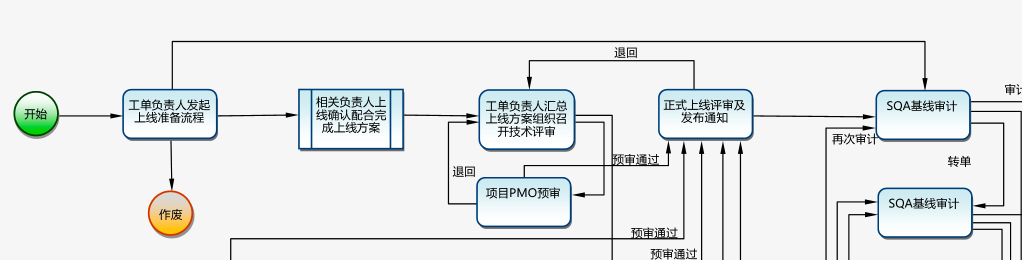 退回
开始
工单负责人发起
上线准备流程
相关负责人上
线确认配合完
成上线方案
工单负责人汇总
上线方案组织召
开技术评审
正式上线评审及
发布通知
SQA基线审计
审计
再次审计
预审通过
转单
退回
项目PMO预审
SQA基线审计
作废
预审通过
预审通过